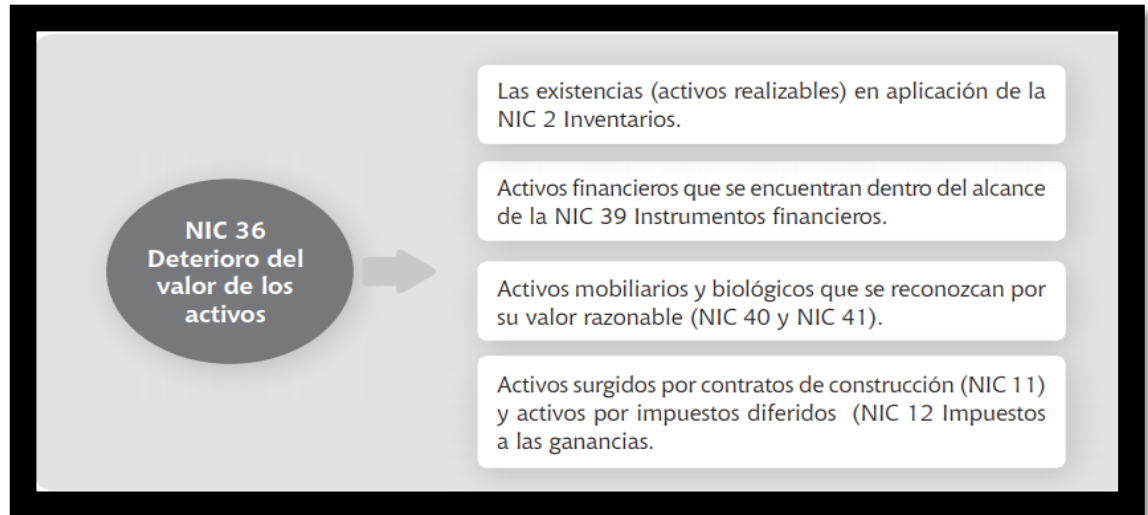 NIC 36
Deterioro del
valor de los
activos
Las existencias (activos realizables) en aplicación de la
NIC 2 Inventarios.
Activos financieros que se encuentran dentro del alcance
de la NIC 39 Instrumentos financieros.
Activos mobiliarios y biológicos que se reconozcan por
su valor razonable (NIC 40 y NIC 41).
Activos surgidos por contratos de construcción (NIC 11)
y activos por impuestos diferidos (NIC 12 Impuestos
a las ganancias.